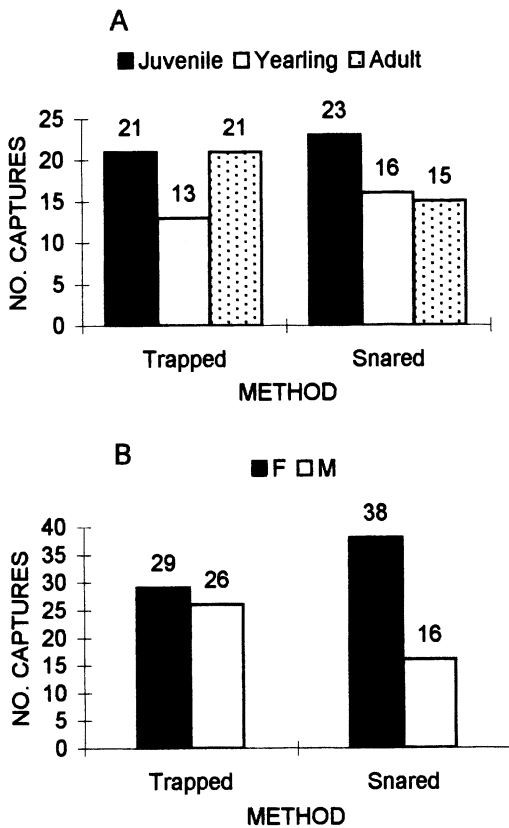 A
Juvenile Yearling Adult
NO. CAPTURES
25
20
15
10
5
0
21 13 21 23 16 15
Trapped Snared
METHOD
B
F M
NO. CAPTURES
40
35
30
25
20
15
10
5
0
29 26 38 16
Trapped Snared
METHOD